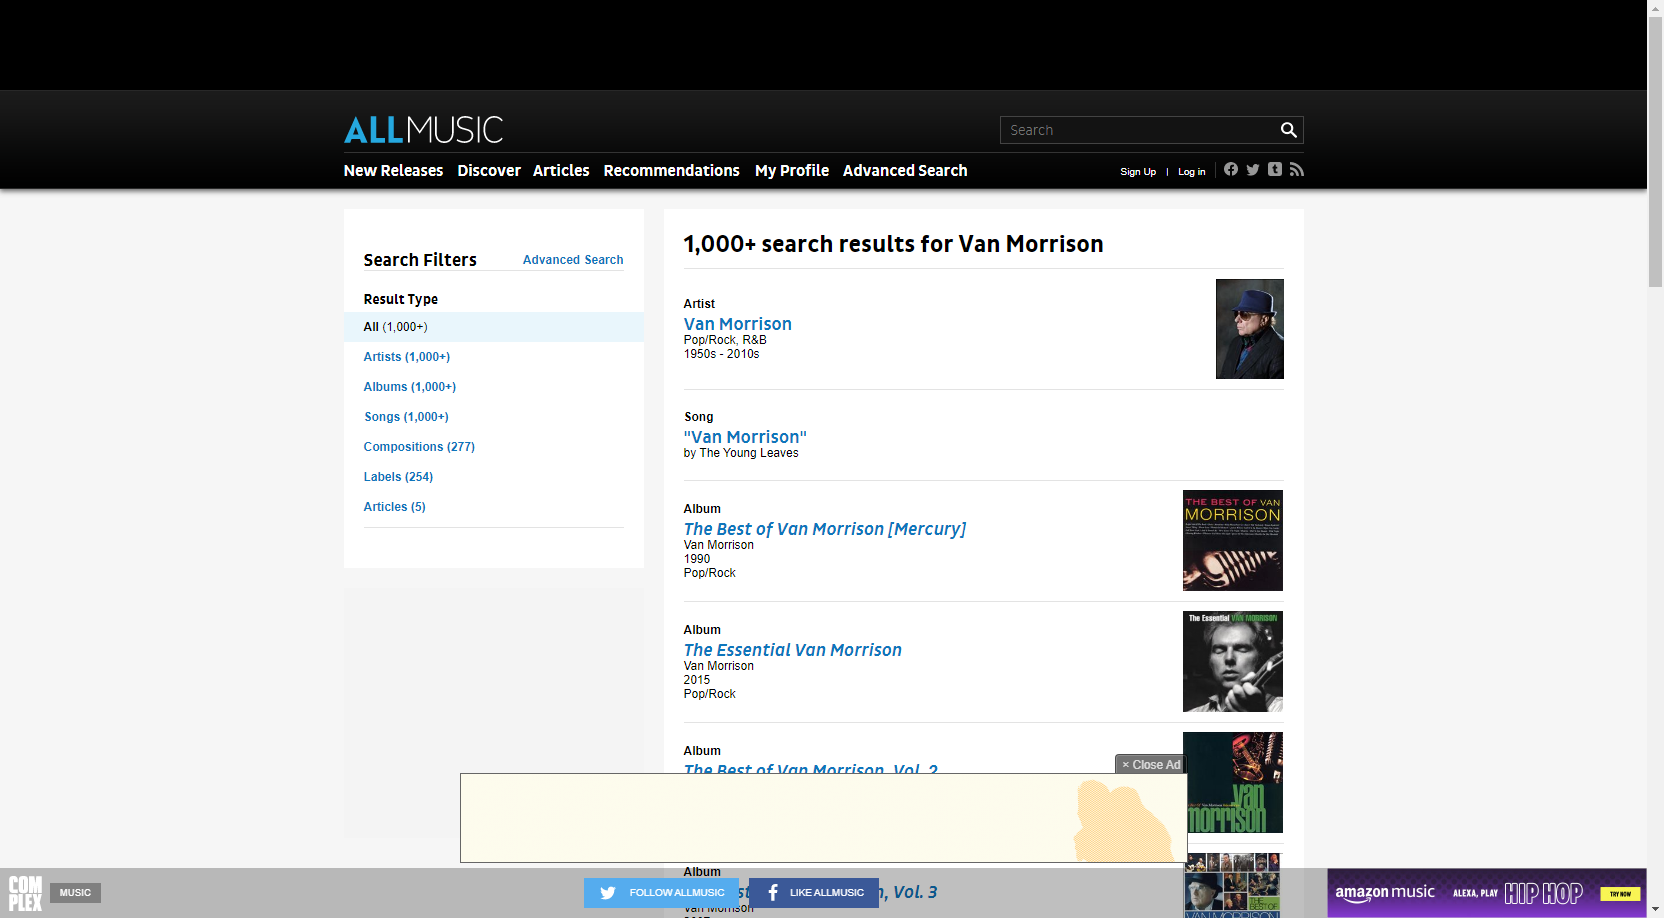 ALLMUSIC
Search
New Releases Discover Articles Recommendations My Profile Advanced Search
Sign Up | Log in
Search Filters Advanced Search
Result Type
All (1,000+)
Artists (1,000+)
Albums (1,000+)
Songs (1,000+)
Compositions (277)
Labels (254)
Articles (5)
1,000+ search results for Van Morrison
Artist
Van Morrison
Pop/Rock, R&B
1950s - 2010s
Song
"Van Morrison"
by The Young Leaves
Album
The Best of Van Morrison [Mercury]
Van Morrison
1990
Pop/Rock
THE BEST OF VAN
MORRISON
Album
The Essential Van Morrison
Van Morrison
2015
Pop/Rock
The Essential VAN MORRISON
Album
The Best of Van Morrison, Vol. 2
× Close Ad
van
morrison
Album
n, Vol. 3
Van Morrison
THE BEST OF
VAN MORRISON
COMPLEX
MUSIC
FOLLOW ALLMUSIC
LIKE ALLMUSIC
amazon music ALEXA, PLAY HIP HOP TRY NOW